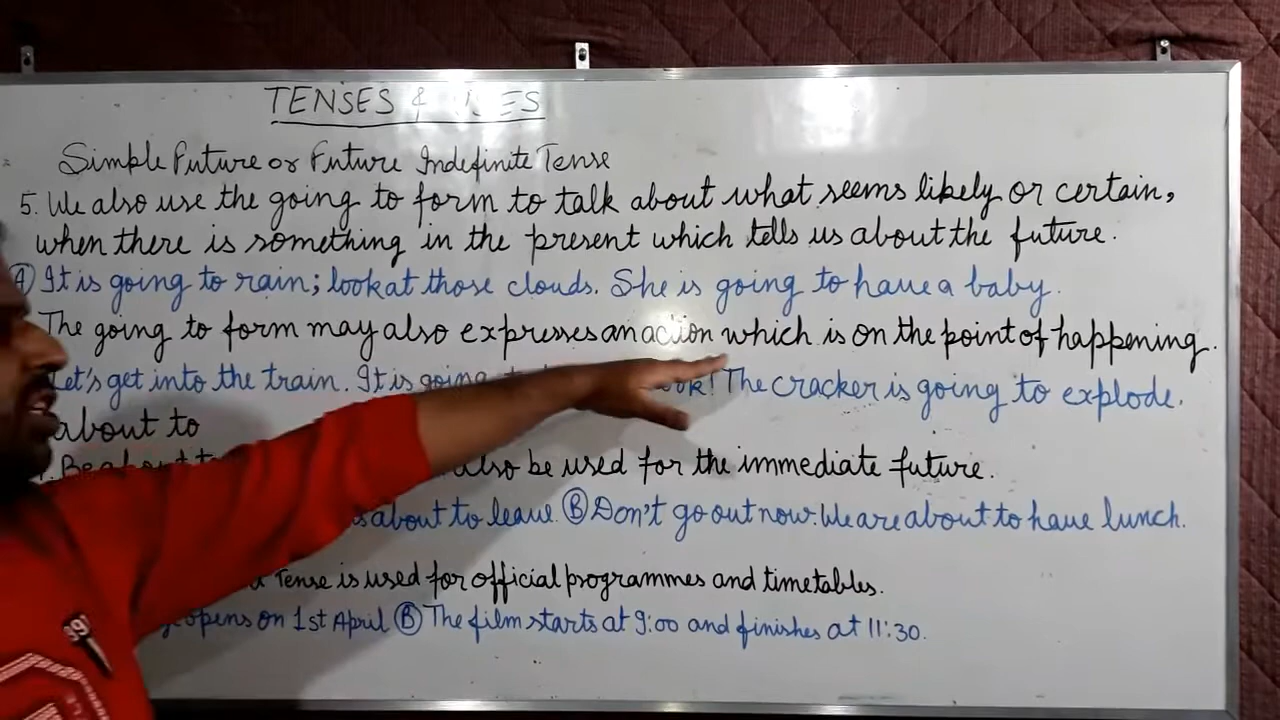 TENSES &
Simple Future or Future Indefinite Tense
5. We also use the going to form to talk about what seems likely or certain,
when there is something in the present which tells us about the future.
Ⓐ It is going to rain; look at those clouds. She is going to have a baby.
The going to form may also expresses an action which is on the point of happening.
Let's get into the train. It is going The cracker is going to explode.
about to
Be about to also be used for the immediate future.
about to leave. Ⓑ Don't go out now. We are about to have lunch.
Tense is used for official programmes and timetables.
opens on 1st April Ⓑ The film starts at 9:00 and finishes at 11:30.